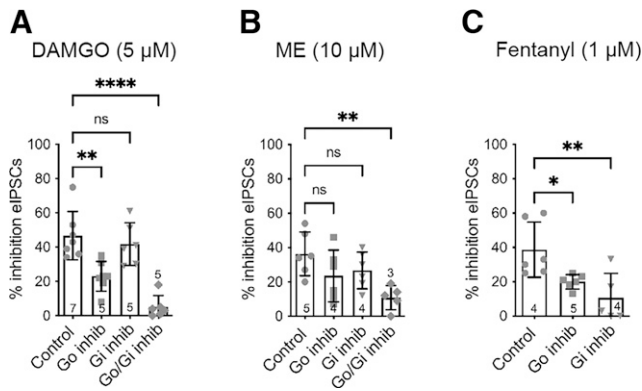 A
DAMGO (5 µM)
****
ns
**
% inhibition eIPSCs
100
80
60
40
20
0
7
5
5
5
Control
Go inhib
Gi inhib
Go/Gi inhib
B
ME (10 µM)
**
ns
ns
% inhibition eIPSCs
100
80
60
40
20
0
5
4
4
3
Control
Go inhib
Gi inhib
Go/Gi inhib
C
Fentanyl (1 µM)
**
*
% inhibition eIPSCs
100
80
60
40
20
0
4
5
4
Control
Go inhib
Gi inhib